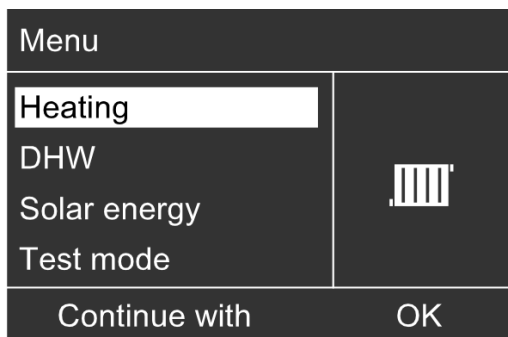 Menu
Heating
DHW
Solar energy
Test mode
Continue with OK